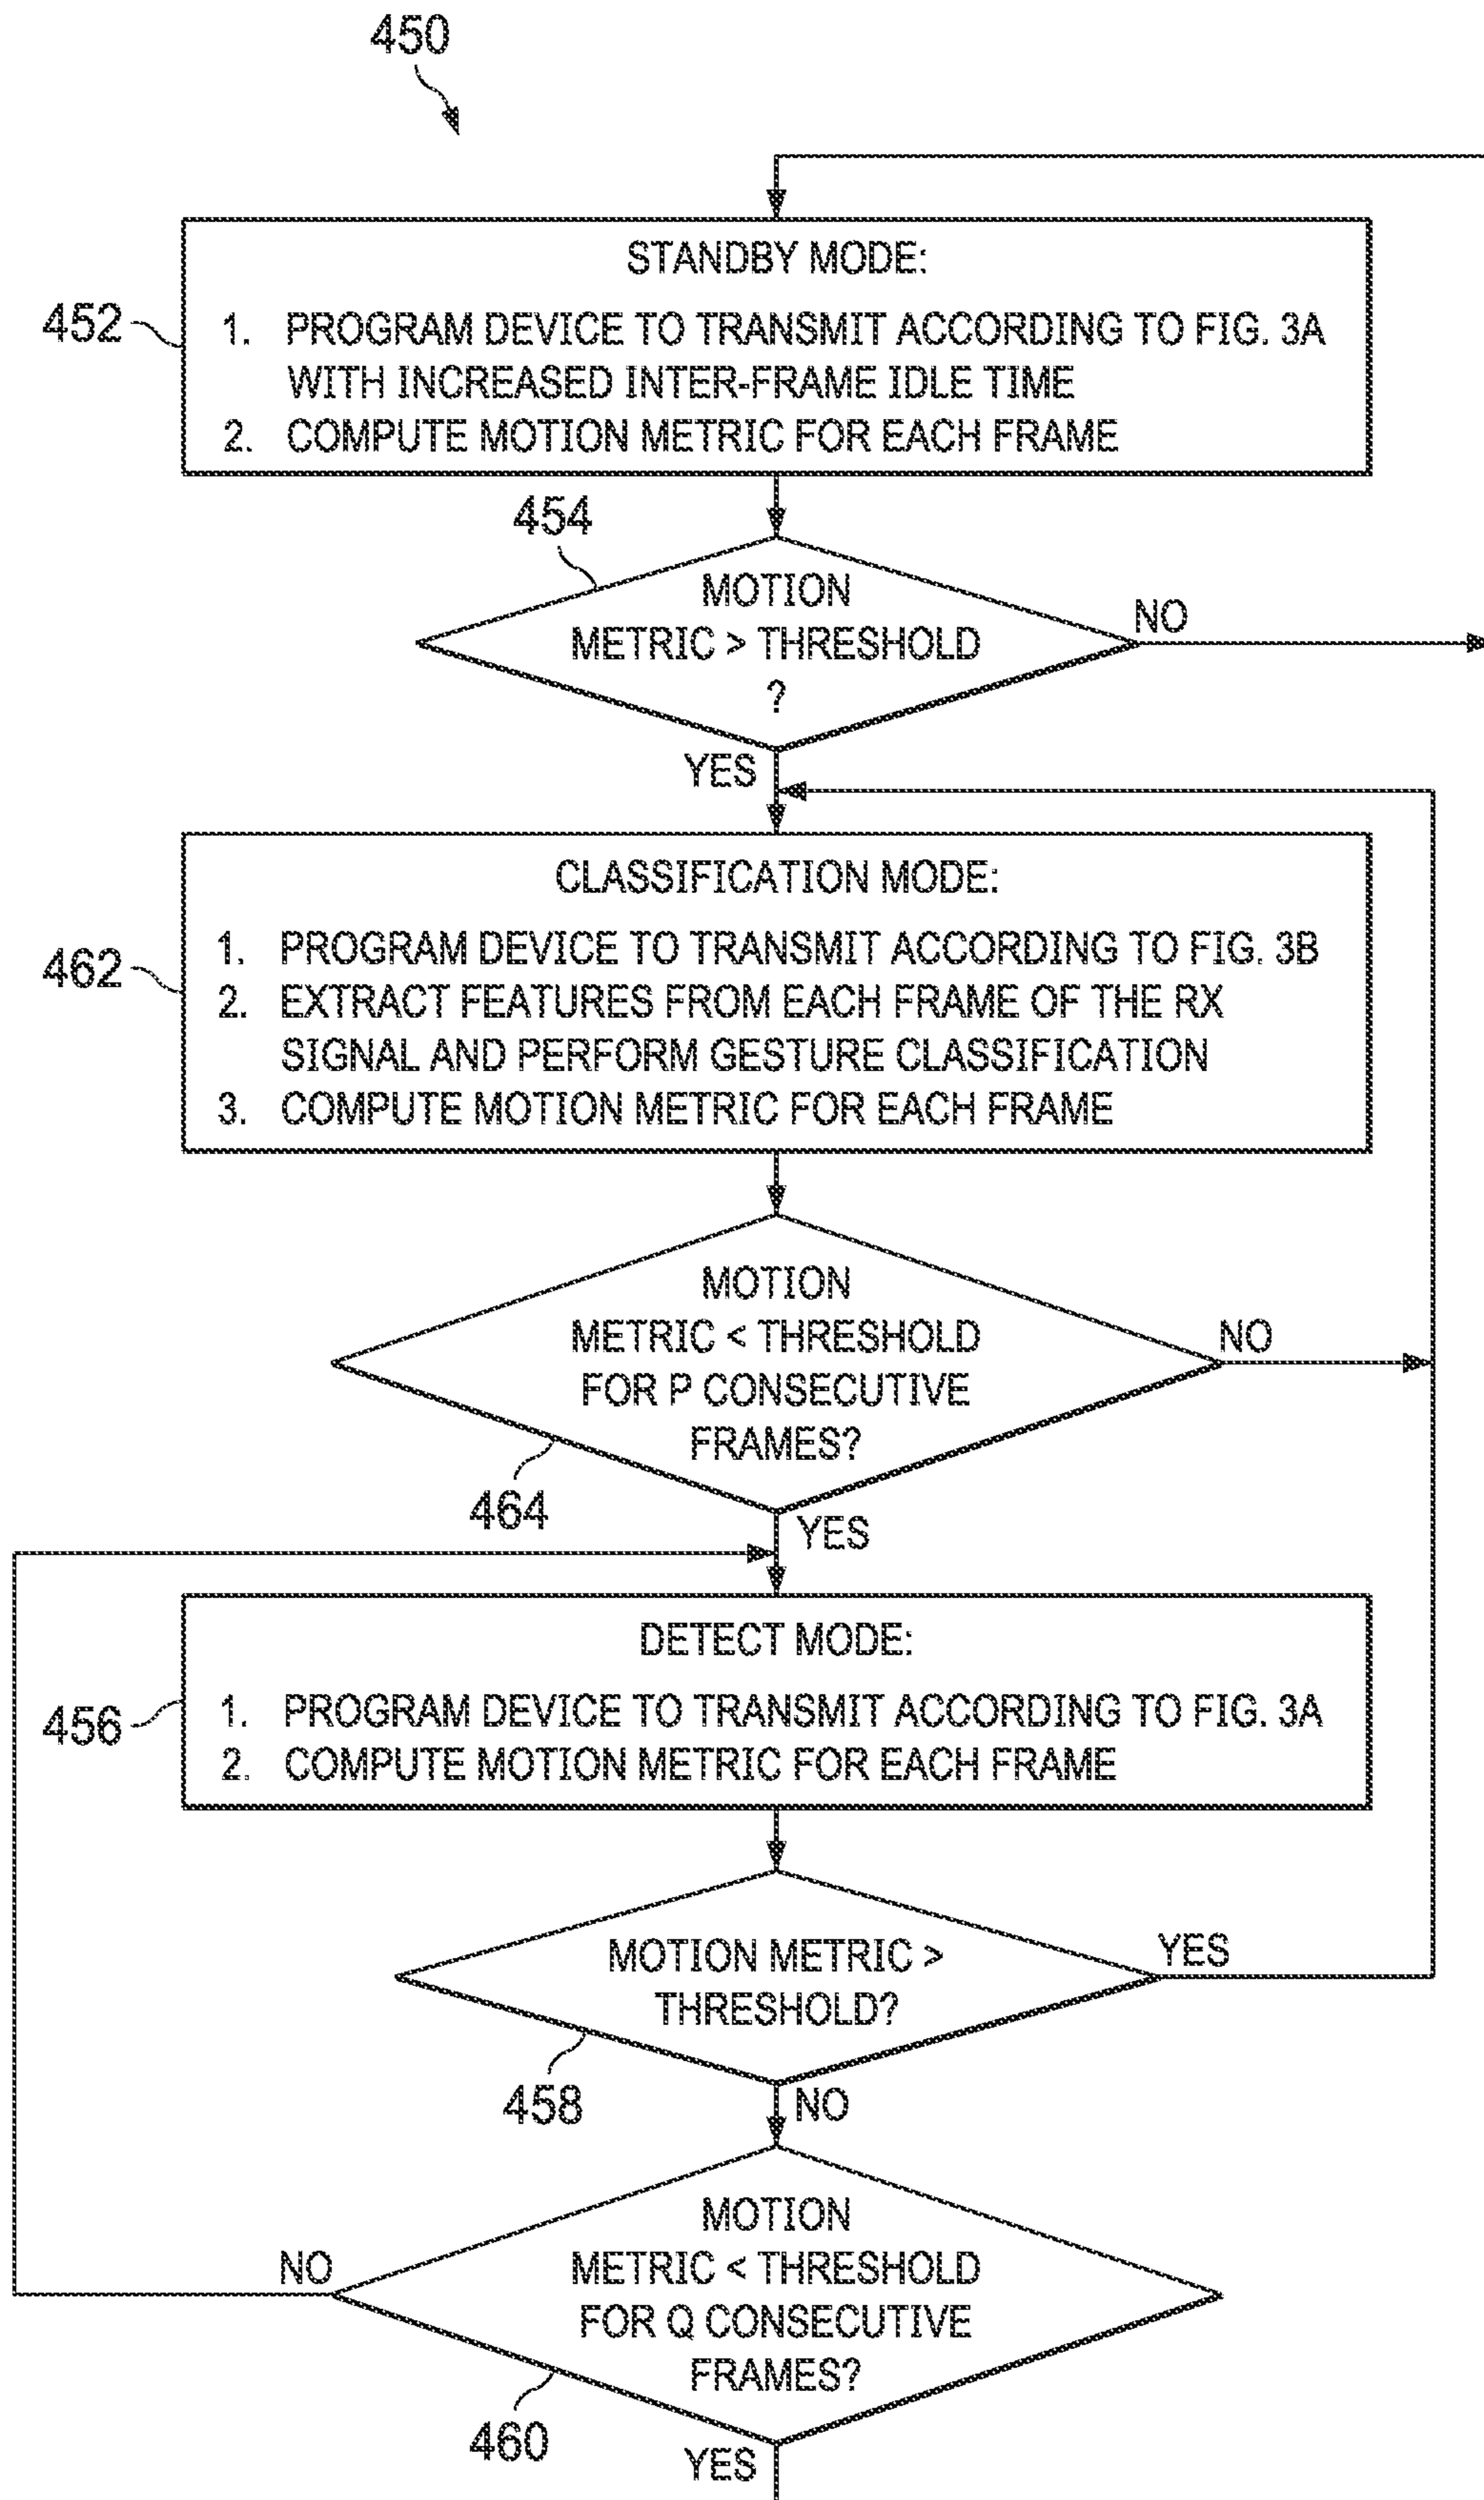 450
STANDBY MODE:
452
1. PROGRAM DEVICE TO TRANSMIT ACCORDING TO FIG. 3A
WITH INCREASED INTER-FRAME IDLE TIME
2. COMPUTE MOTION METRIC FOR EACH FRAME
454
MOTION
METRIC > THRESHOLD
?
NO
YES
CLASSIFICATION MODE:
462
1. PROGRAM DEVICE TO TRANSMIT ACCORDING TO FIG. 3B
2. EXTRACT FEATURES FROM EACH FRAME OF THE RX
SIGNAL AND PERFORM GESTURE CLASSIFICATION
3. COMPUTE MOTION METRIC FOR EACH FRAME
MOTION
METRIC < THRESHOLD
FOR P CONSECUTIVE
FRAMES?
NO
464
YES
DETECT MODE:
456
1. PROGRAM DEVICE TO TRANSMIT ACCORDING TO FIG. 3A
2. COMPUTE MOTION METRIC FOR EACH FRAME
MOTION METRIC >
THRESHOLD?
YES
458
NO
MOTION
METRIC < THRESHOLD
FOR Q CONSECUTIVE
FRAMES?
NO
460
YES